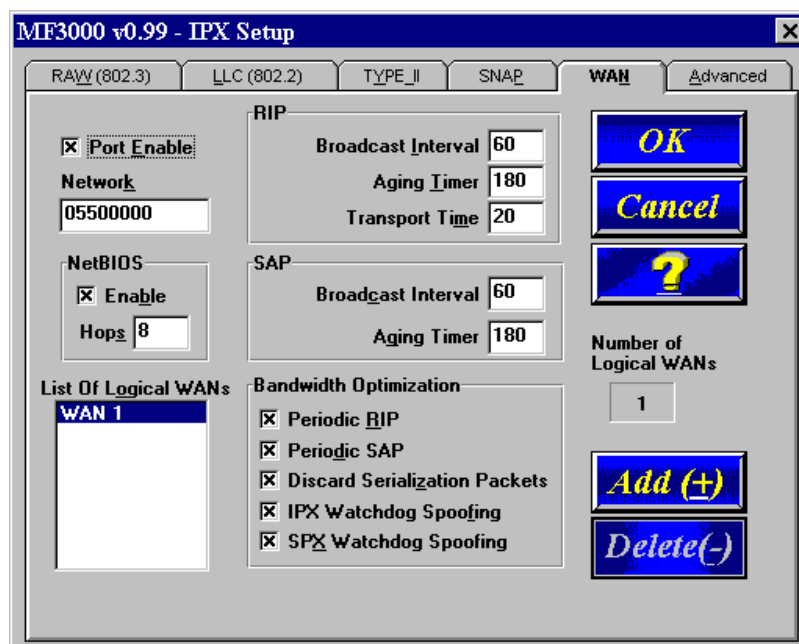 MF3000 v0.99 - IPX Setup
RAW (802.3)
LLC (802.2)
TYPE_II
SNAP
WAN
Advanced
Port Enable
Network
05500000
NetBIOS
Enable
Hops 8
List Of Logical WANs
WAN 1
RIP
Broadcast Interval 60
Aging Timer 180
Transport Time 20
SAP
Broadcast Interval 60
Aging Timer 180
Bandwidth Optimization
Periodic RIP
Periodic SAP
Discard Serialization Packets
IPX Watchdog Spoofing
SPX Watchdog Spoofing
OK
Cancel
?
Number of
Logical WANs
1
Add (+)
Delete(-)